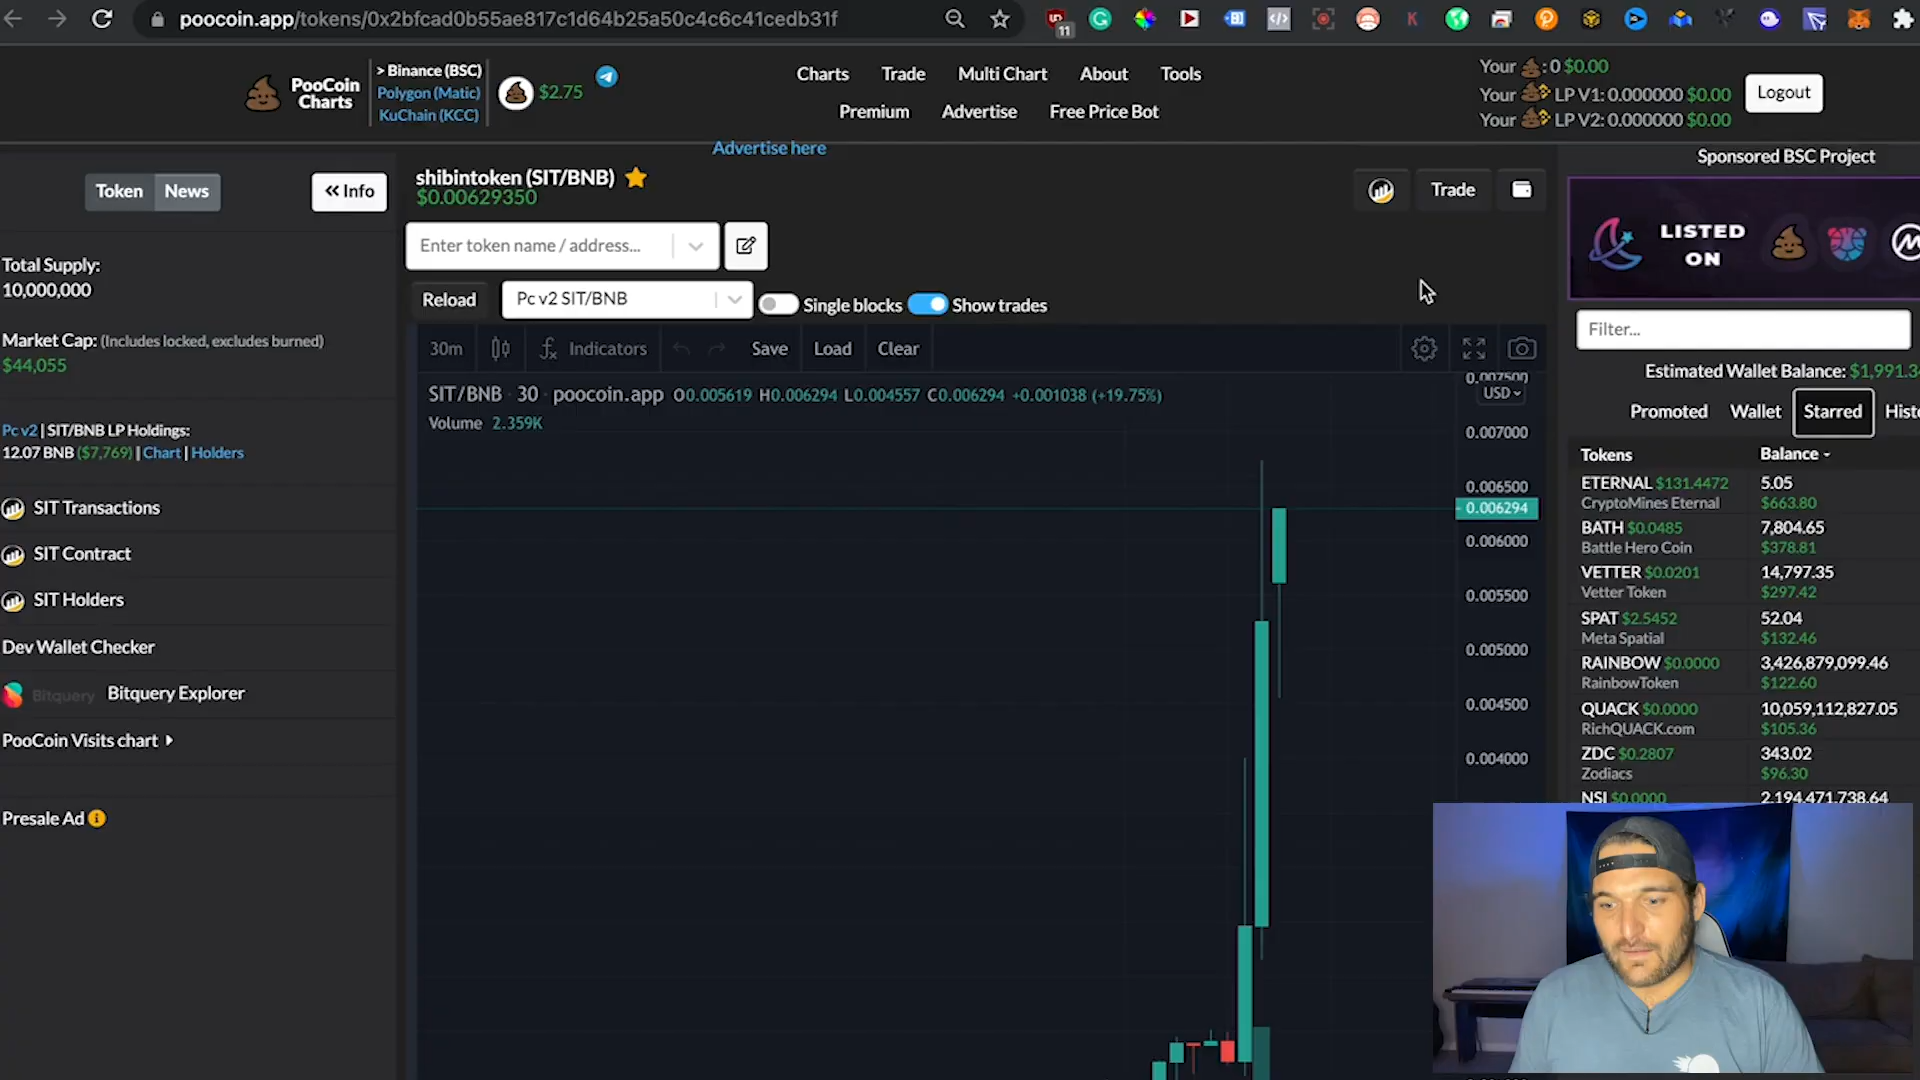 poocoin.app/tokens/0x2bfcad0b55ae817c1d64b25a50c4c6c41cedb31f
11
PooCoin
Charts
> Binance (BSC)
Polygon (Matic)
KuChain (KCC)
$2.75
Charts
Trade
Multi Chart
About
Tools
Premium
Advertise
Free Price Bot
Your : 0 $0.00
Your LP V1: 0.000000 $0.00
Your LP V2: 0.000000 $0.00
Logout
Advertise here
Token
News
« Info
Total Supply:
10,000,000
Market Cap: (Includes locked, excludes burned)
$44,055
Pc v2 | SIT/BNB LP Holdings:
12.07 BNB ($7,769) | Chart | Holders
SIT Transactions
SIT Contract
SIT Holders
Dev Wallet Checker
Bitquery
Bitquery Explorer
PooCoin Visits chart
Presale Ad
shibintoken (SIT/BNB)
$0.00629350
Trade
Enter token name / address...
Reload
Pc v2 SIT/BNB
Single blocks
Show trades
30m
Indicators
Save
Load
Clear
SIT/BNB · 30 · poocoin.app O0.005619 H0.006294 L0.004557 C0.006294 +0.001038 (+19.75%)
Volume 2.359K
0.007500
USD
0.007000
0.006500
0.006294
0.006000
0.005500
0.005000
0.004500
0.004000
Sponsored BSC Project
LISTED
ON
Filter...
Estimated Wallet Balance: $1,991.3
Promoted
Wallet
Starred
Histo
Tokens
Balance
ETERNAL $131.4472 5.05
CryptoMines Eternal $663.80
BATH $0.0485 7,804.65
Battle Hero Coin $378.81
VETTER $0.0201 14,797.35
Vetter Token $297.42
SPAT $2.5452 52.04
Meta Spatial $132.46
RAINBOW $0.0000 3,426,879,099.46
RainbowToken $122.60
QUACK $0.0000 10,059,112,827.05
RichQUACK.com $105.36
ZDC $0.2807 343.02
Zodiacs $96.30
NSI $0.0000 2,194,471,738.64